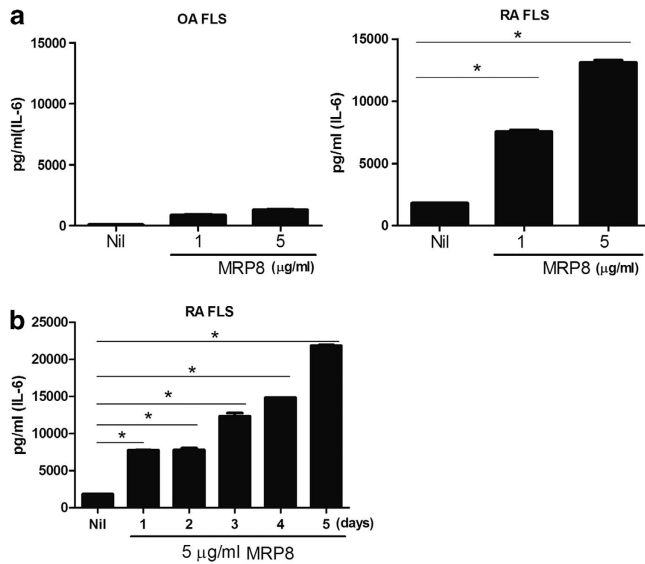 a
OA FLS
pg/ml(IL-6)
15000
10000
5000
0
Nil
1
5
MRP8 (µg/ml)
RA FLS
pg/ml (IL-6)
15000
10000
5000
0
*
*
Nil
1
5
MRP8 (µg/ml)
b
RA FLS
pg/ml (IL-6)
25000
20000
15000
10000
5000
0
*
*
*
*
*
Nil
1
2
3
4
5 (days)
5 µg/ml MRP8